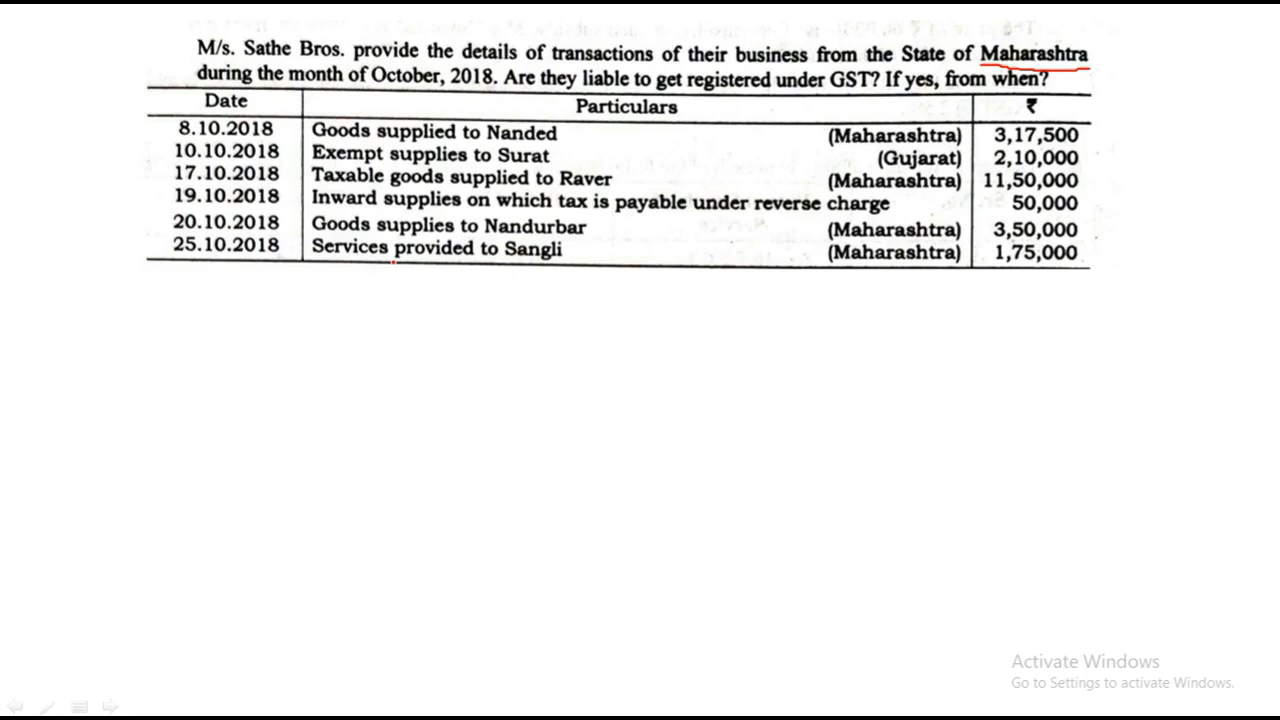 M/s. Sathe Bros. provide the details of transactions of their business from the State of Maharashtra
during the month of October, 2018. Are they liable to get registered under GST? If yes, from when?
Date Particulars ₹
8.10.2018 Goods supplied to Nanded (Maharashtra) 3,17,500
10.10.2018 Exempt supplies to Surat (Gujarat) 2,10,000
17.10.2018 Taxable goods supplied to Raver (Maharashtra) 11,50,000
19.10.2018 Inward supplies on which tax is payable under reverse charge 50,000
20.10.2018 Goods supplies to Nandurbar (Maharashtra) 3,50,000
25.10.2018 Services provided to Sangli (Maharashtra) 1,75,000
Activate Windows
Go to Settings to activate Windows.